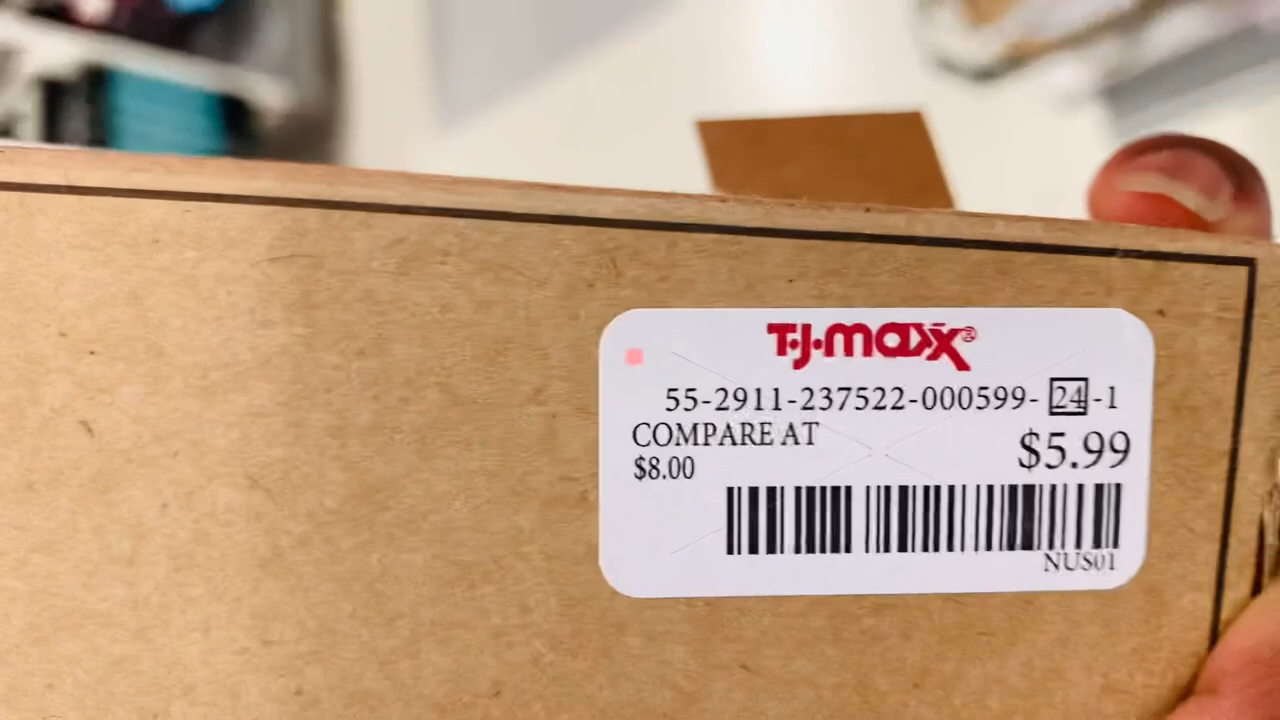 T·J·maxx®
55-2911-237522-000599- 24 -1
COMPARE AT
$8.00
$5.99
NUS01